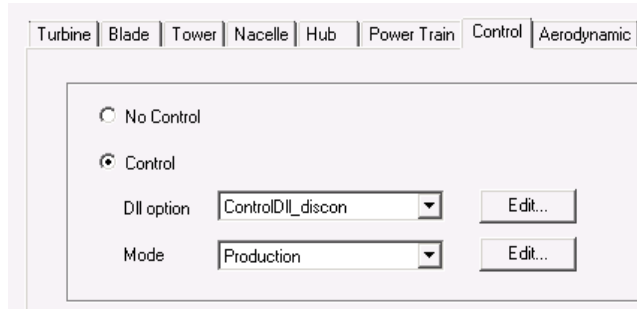 Turbine Blade Tower Nacelle Hub Power Train Control Aerodynamic
No Control
Control
Dll option ControlDll_discon Edit...
Mode Production Edit...